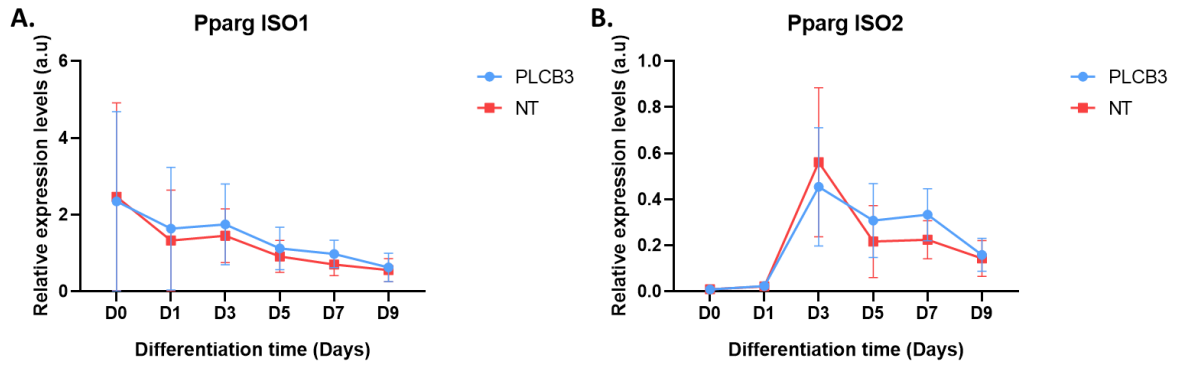 A.
Pparg ISO1
Relative expression levels (a.u)
6
4
2
0
D0 D1 D3 D5 D7 D9
Differentiation time (Days)
PLCB3
NT
B.
Pparg ISO2
Relative expression levels (a.u)
1.0
0.8
0.6
0.4
0.2
0.0
D0 D1 D3 D5 D7 D9
Differentiation time (Days)
PLCB3
NT